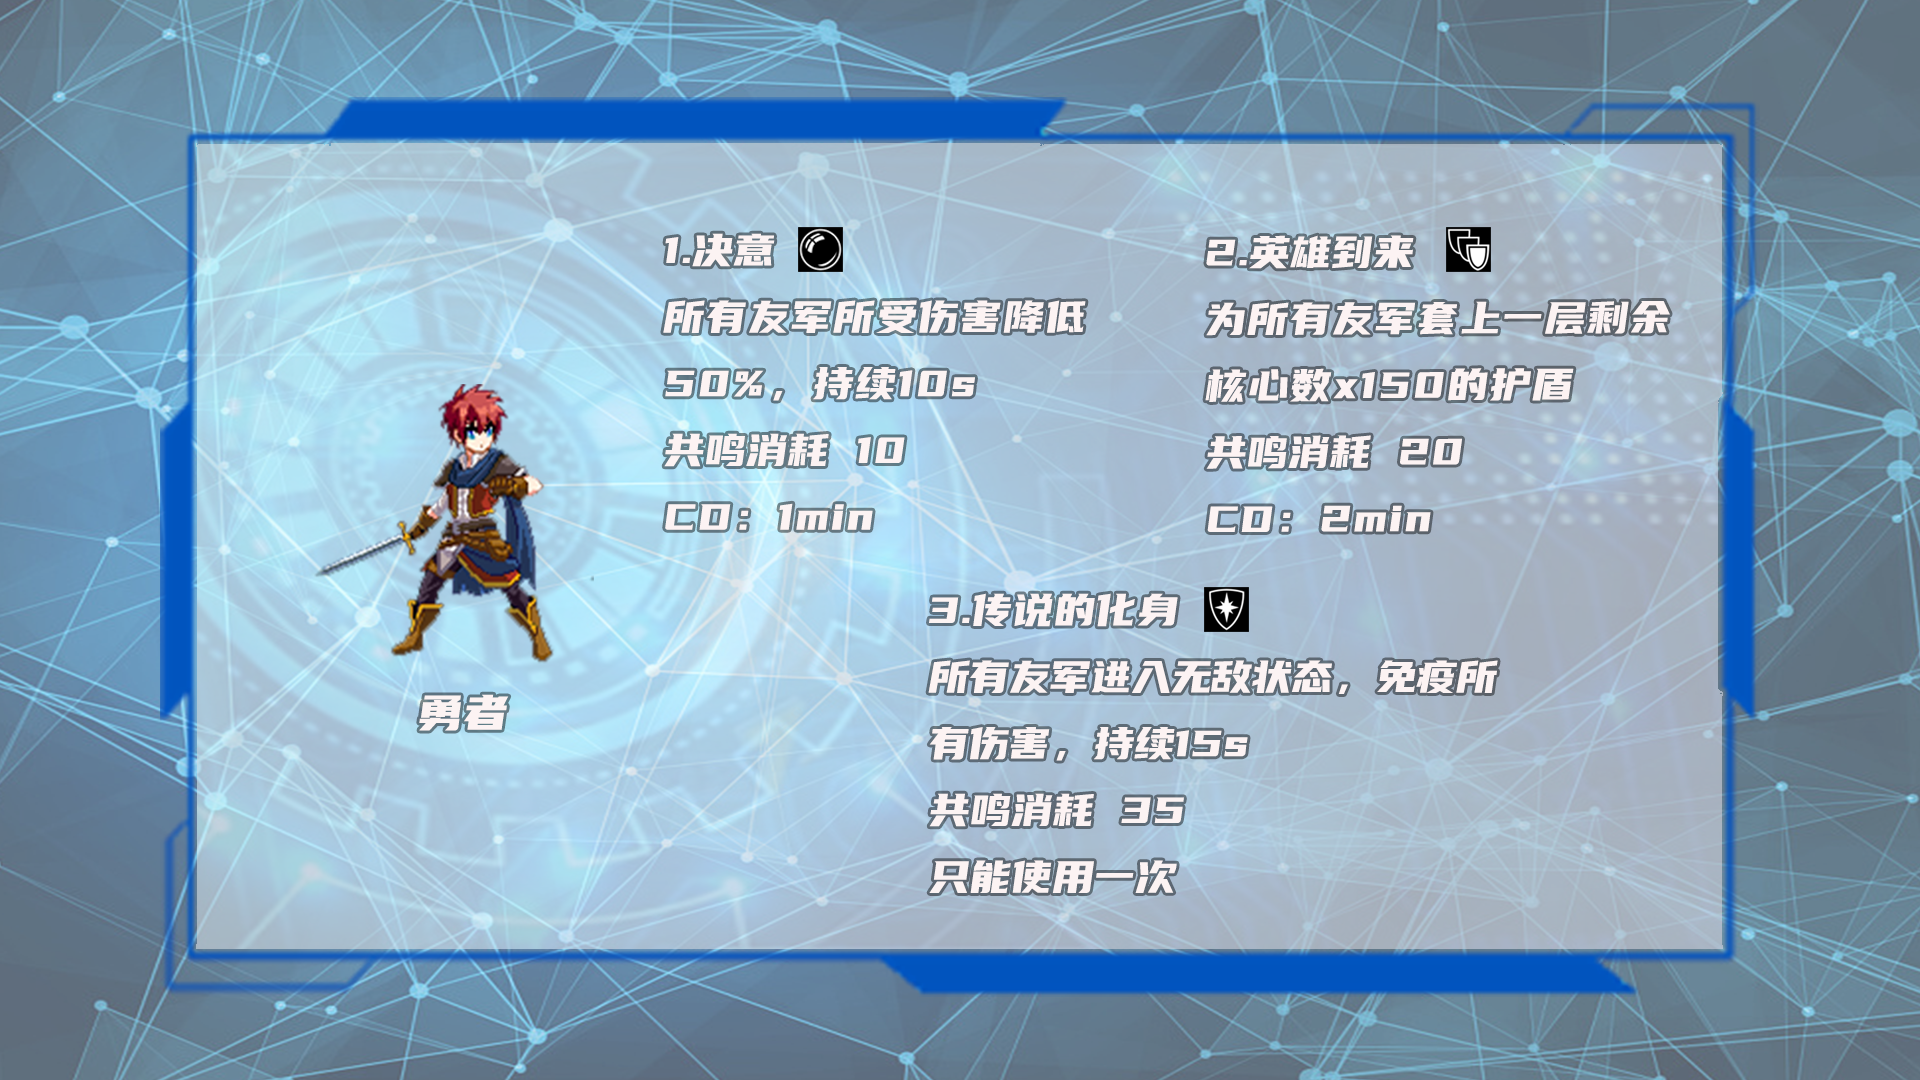 1.决意
所有友军所受伤害降低
50%，持续10s
共鸣消耗 10
CD：1min
2.英雄到来
为所有友军套上一层剩余
核心数x150的护盾
共鸣消耗 20
CD：2min
3.传说的化身
所有友军进入无敌状态，免疫所
有伤害，持续15s
共鸣消耗 35
只能使用一次
勇者